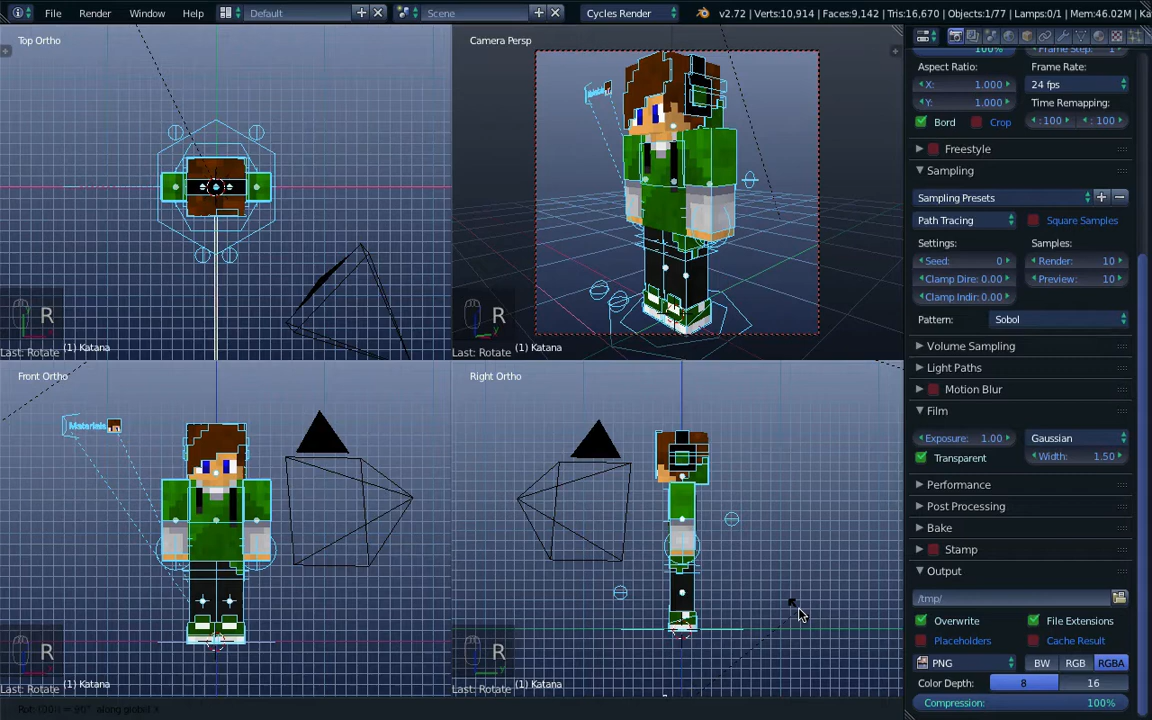 File Render Window Help Default Scene Cycles Render v2.72 | Verts:10,914 | Faces:9,142 | Tris:16,670 | Objects:1/77 | Lamps:0/1 | Mem:46.02M | Ka
Top Ortho
Camera Persp
R
Last: Rotate
(1) Katana
R
Last: Rotate
(1) Katana
Front Ortho
Right Ortho
Materials
R
Last: Rotate
(1) Katana
R
Last: Rotate
(1) Katana
100%
Frame Step: 1
Aspect Ratio: Frame Rate:
X: 1.000 24 fps
Y: 1.000 Time Remapping:
Bord Crop : 100 : 100
Freestyle
Sampling
Sampling Presets
Path Tracing Square Samples
Settings: Samples:
Seed: 0 Render: 10
Clamp Dire: 0.00 Preview: 10
Clamp Indir: 0.00
Pattern: Sobol
Volume Sampling
Light Paths
Motion Blur
Film
Exposure: 1.00 Gaussian
Transparent Width: 1.50
Performance
Post Processing
Bake
Stamp
Output
/tmp/
Overwrite File Extensions
Placeholders Cache Result
PNG BW RGB RGBA
Color Depth: 8 16
Compression: 100%